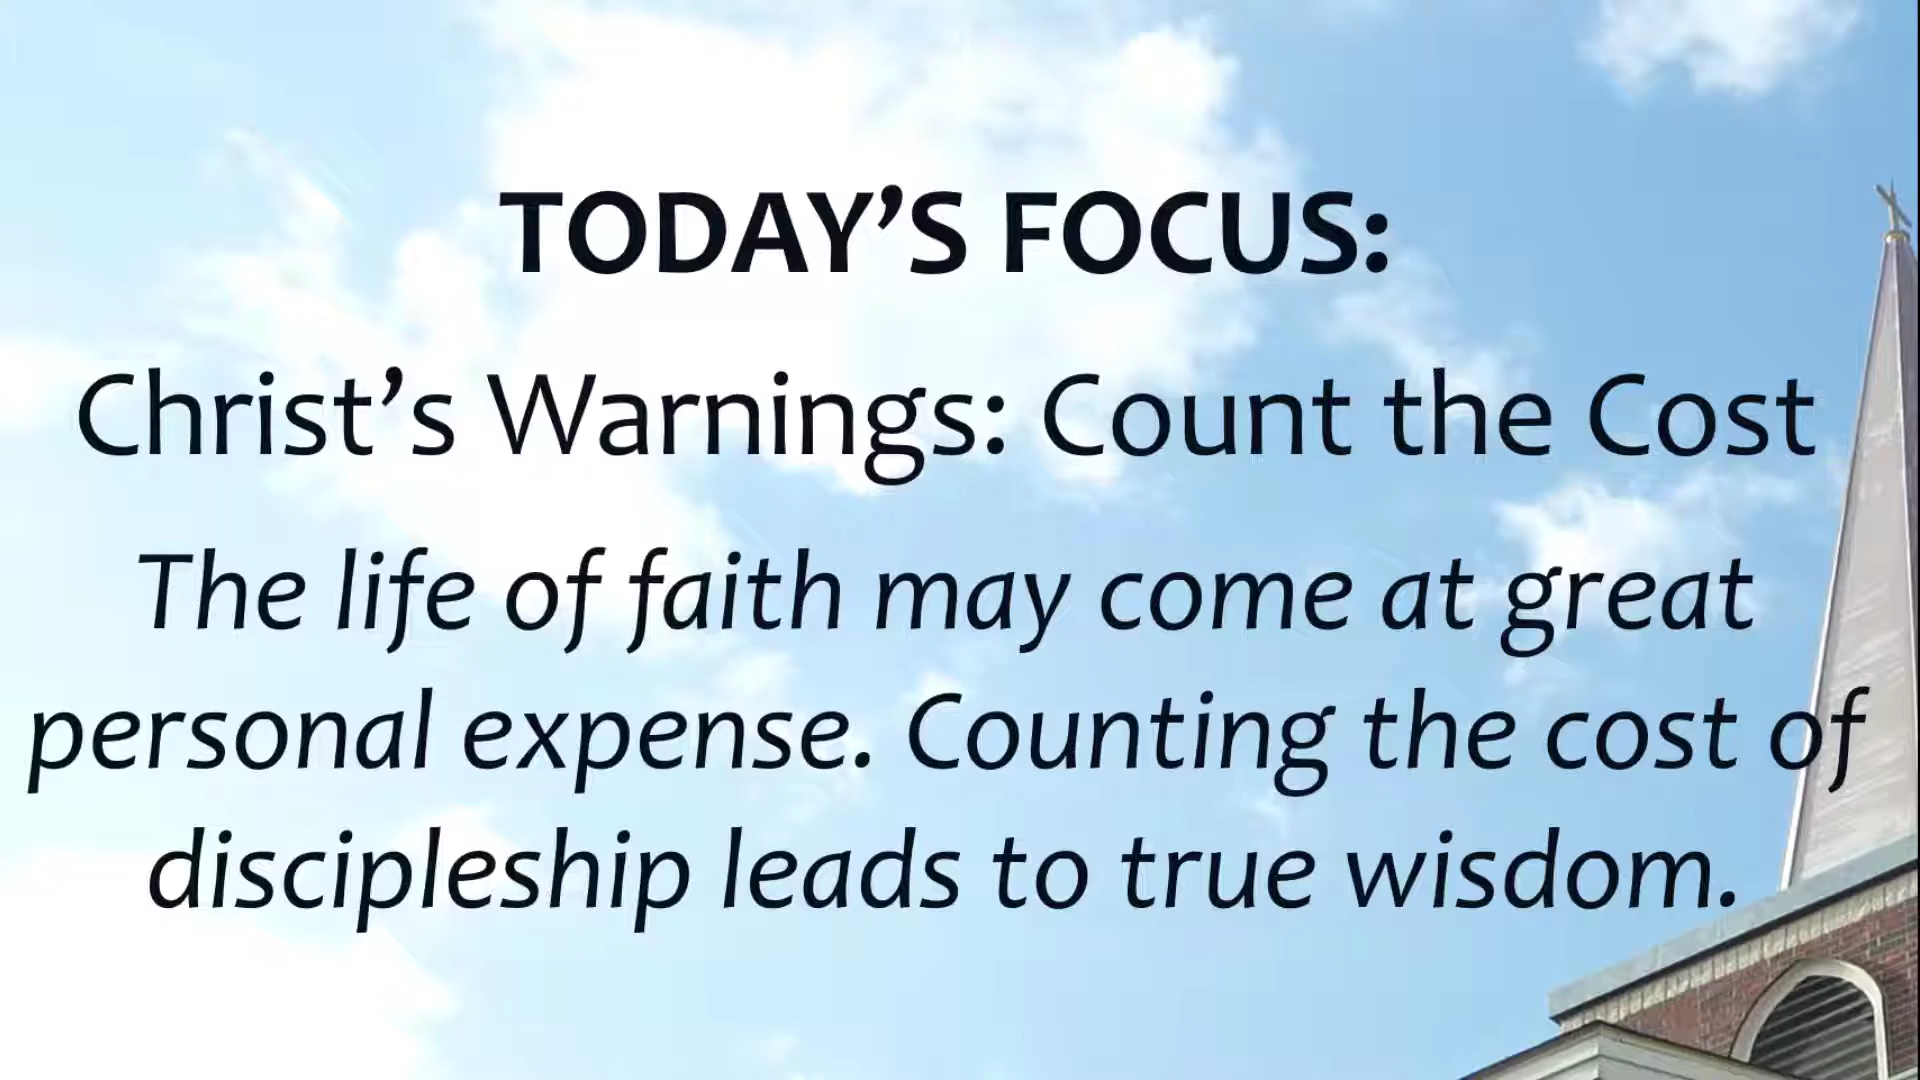 TODAY’S FOCUS:
Christ’s Warnings: Count the Cost
The life of faith may come at great
personal expense. Counting the cost of
discipleship leads to true wisdom.